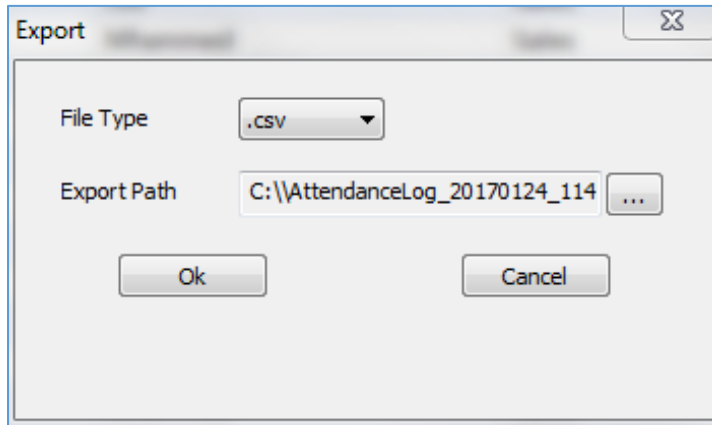 Export
File Type
.csv
Export Path
C:\\AttendanceLog_20170124_114
...
Ok
Cancel